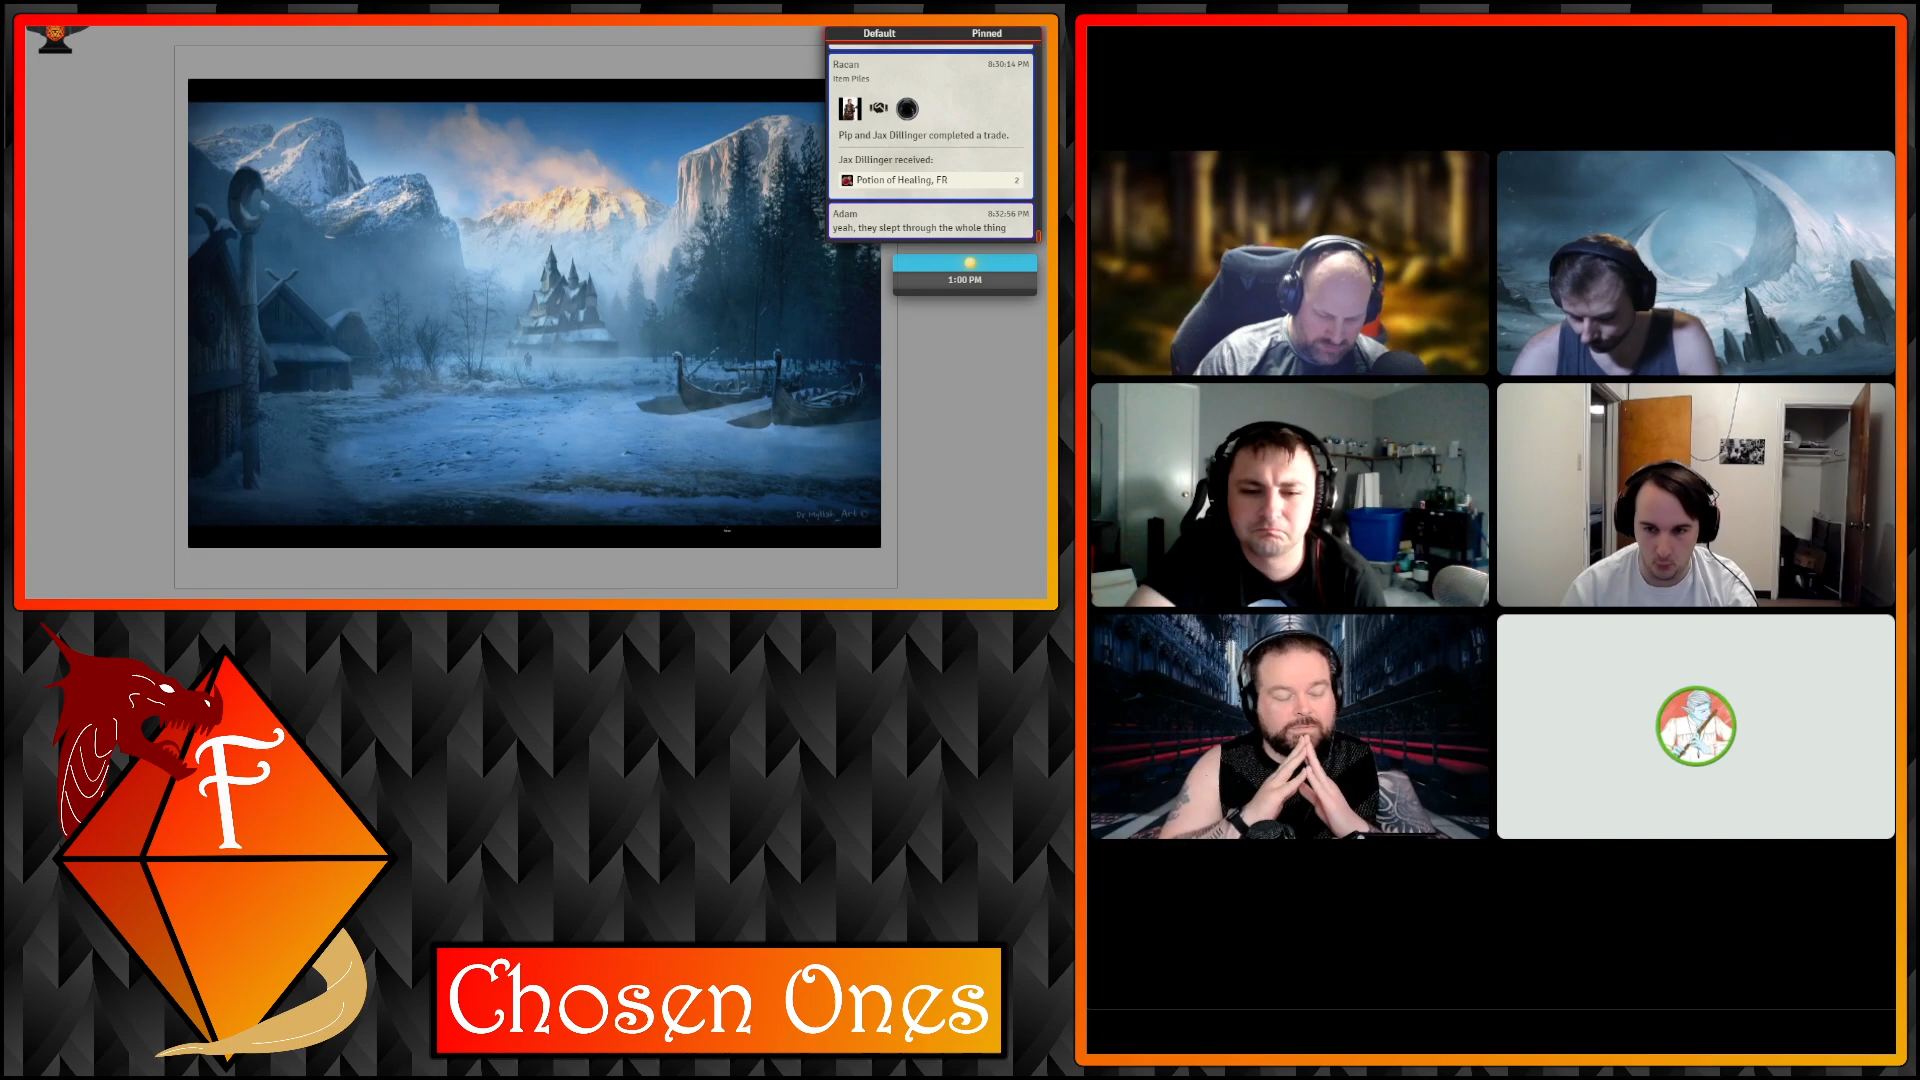 Default Pinned
Racan 8:30:14 PM
Item Piles
Pip and Jax Dillinger completed a trade.
Jax Dillinger received:
Potion of Healing, FR 2
Adam 8:32:56 PM
yeah, they slept through the whole thing
1:00 PM
F
Chosen Ones